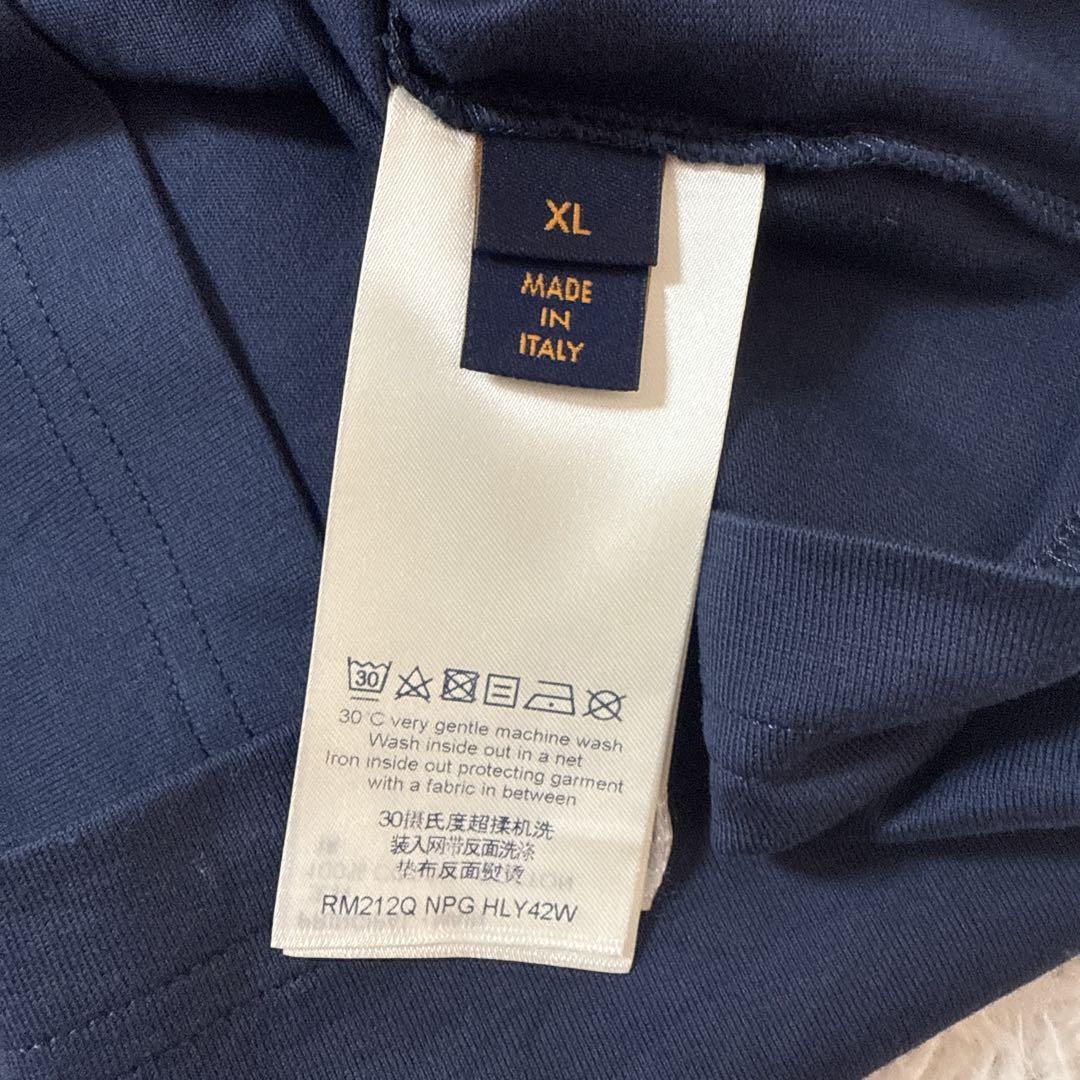 XL
MADE
IN
ITALY
30
30°C very gentle machine wash
Wash inside out in a net
Iron inside out protecting garment
with a fabric in between
30摄氏度超揉机洗
装入网带反面洗涤
垫布反面熨烫
RM212Q NPG HLY42W